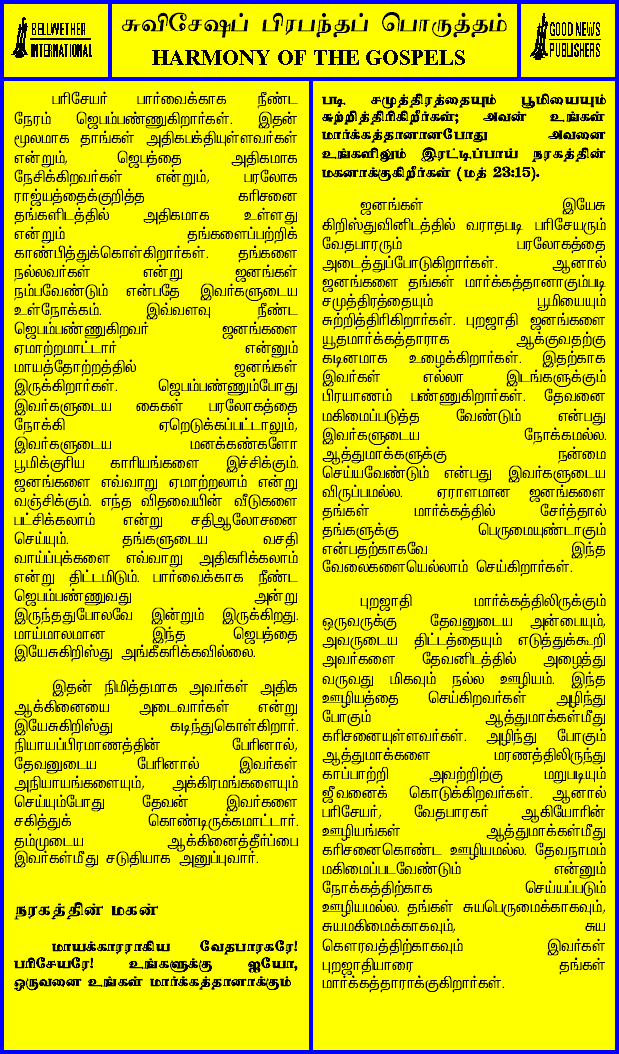 BELLWETHER
INTERNATIONAL
சுவிசேஷப் பிரபந்தப் பொருத்தம்
HARMONY OF THE GOSPELS
GOOD NEWS
PUBLISHERS
பரிசேயர் பார்வைக்காக நீண்ட
நேரம் ஜெபம்பண்ணுகிறார்கள். இதன்
மூலமாக தாங்கள் அதிகபக்தியுள்ளவர்கள்
என்றும், ஜெபத்தை அதிகமாக
நேசிக்கிறவர்கள் என்றும், பரலோக
ராஜ்யத்தைக்குறித்த கரிசனை
தங்களிடத்தில் அதிகமாக உள்ளது
என்றும் தங்களைப்பற்றிக்
காண்பித்துக்கொள்கிறார்கள். தங்களை
நல்லவர்கள் என்று ஜனங்கள்
நம்பவேண்டும் என்பதே இவர்களுடைய
உள்நோக்கம். இவ்வளவு நீண்ட
ஜெபம்பண்ணுகிறவர் ஜனங்களை
ஏமாற்றமாட்டார் என்னும்
மாயத்தோற்றத்தில் ஜனங்கள்
இருக்கிறார்கள். ஜெபம்பண்ணும்போது
இவர்களுடைய கைகள் பரலோகத்தை
நோக்கி ஏறெடுக்கப்பட்டாலும்,
இவர்களுடைய மனக்கண்களோ
பூமிக்குரிய காரியங்களை இச்சிக்கும்.
ஜனங்களை எவ்வாறு ஏமாற்றலாம் என்று
வஞ்சிக்கும். எந்த விதவையின் வீடுகளை
பட்சிக்கலாம் என்று சதிஆலோசனை
செய்யும். தங்களுடைய வசதி
வாய்ப்புக்களை எவ்வாறு அதிகரிக்கலாம்
என்று திட்டமிடும். பார்வைக்காக நீண்ட
ஜெபம்பண்ணுவது அன்று
இருந்ததுபோலவே இன்றும் இருக்கிறது.
மாய்மாலமான இந்த ஜெபத்தை
இயேசுகிறிஸ்து அங்கீகரிக்கவில்லை.
இதன் நிமித்தமாக அவர்கள் அதிக
ஆக்கினையை அடைவார்கள் என்று
இயேசுகிறிஸ்து கடிந்துகொள்கிறார்.
நியாயப்பிரமாணத்தின் பேரினால்,
தேவனுடைய பேரினால் இவர்கள்
அநியாயங்களையும், அக்கிரமங்களையும்
செய்யும்போது தேவன் இவர்களை
சகித்துக் கொண்டிருக்கமாட்டார்.
தம்முடைய ஆக்கினைத்தீர்ப்பை
இவர்கள்மீது சடுதியாக அனுப்புவார்.
நரகத்தின் மகன்
மாயக்காரராகிய வேதபாரகரே!
பரிசேயரே! உங்களுக்கு ஐயோ,
ஒருவனை உங்கள் மார்க்கத்தானாக்கும்
படி சமுத்திரத்தையும் பூமியையும்
சுற்றித்திரிகிறீர்கள்; அவன் உங்கள்
மார்க்கத்தானானபோது அவனை
உங்களிலும் இரட்டிப்பாய் நரகத்தின்
மகனாக்குகிறீர்கள் (மத் 23:15).
ஜனங்கள் இயேசு
கிறிஸ்துவினிடத்தில் வராதபடி பரிசேயரும்
வேதபாரரும் பரலோகத்தை
அடைத்துப்போடுகிறார்கள். ஆனால்
ஜனங்களை தங்கள் மார்க்கத்தானாகும்படி
சமுத்திரத்தையும் பூமியையும்
சுற்றித்திரிகிறார்கள். புறஜாதி ஜனங்களை
யூதமார்க்கத்தாராக ஆக்குவதற்கு
கடினமாக உழைக்கிறார்கள். இதற்காக
இவர்கள் எல்லா இடங்களுக்கும்
பிரயாணம் பண்ணுகிறார்கள். தேவனை
மகிமைப்படுத்த வேண்டும் என்பது
இவர்களுடைய நோக்கமல்ல.
ஆத்துமாக்களுக்கு நன்மை
செய்யவேண்டும் என்பது இவர்களுடைய
விருப்பமல்ல. ஏராளமான ஜனங்களை
தங்கள் மார்க்கத்தில் சேர்த்தால்
தங்களுக்கு பெருமையுண்டாகும்
என்பதற்காகவே இந்த
வேலைகளையெல்லாம் செய்கிறார்கள்.
புறஜாதி மார்க்கத்திலிருக்கும்
ஒருவருக்கு தேவனுடைய அன்பையும்,
அவருடைய திட்டத்தையும் எடுத்துக்கூறி
அவர்களை தேவனிடத்தில் அழைத்து
வருவது மிகவும் நல்ல ஊழியம். இந்த
ஊழியத்தை செய்கிறவர்கள் அழிந்து
போகும் ஆத்துமாக்கள்மீது
கரிசனையுள்ளவர்கள். அழிந்து போகும்
ஆத்துமாக்களை மரணத்திலிருந்து
காப்பாற்றி அவற்றிற்கு மறுபடியும்
ஜீவனைக் கொடுக்கிறவர்கள். ஆனால்
பரிசேயர், வேதபாரகர் ஆகியோரின்
ஊழியங்கள் ஆத்துமாக்கள்மீது
கரிசனைகொண்ட ஊழியமல்ல. தேவநாமம்
மகிமைப்படவேண்டும் என்னும்
நோக்கத்திற்காக செய்யப்படும்
ஊழியமல்ல. தங்கள் சுயபெருமைக்காகவும்,
சுயமகிமைக்காகவும், சுய
கௌரவத்திற்காகவும் இவர்கள்
புறஜாதியாரை தங்கள்
மார்க்கத்தாராக்குகிறார்கள்.